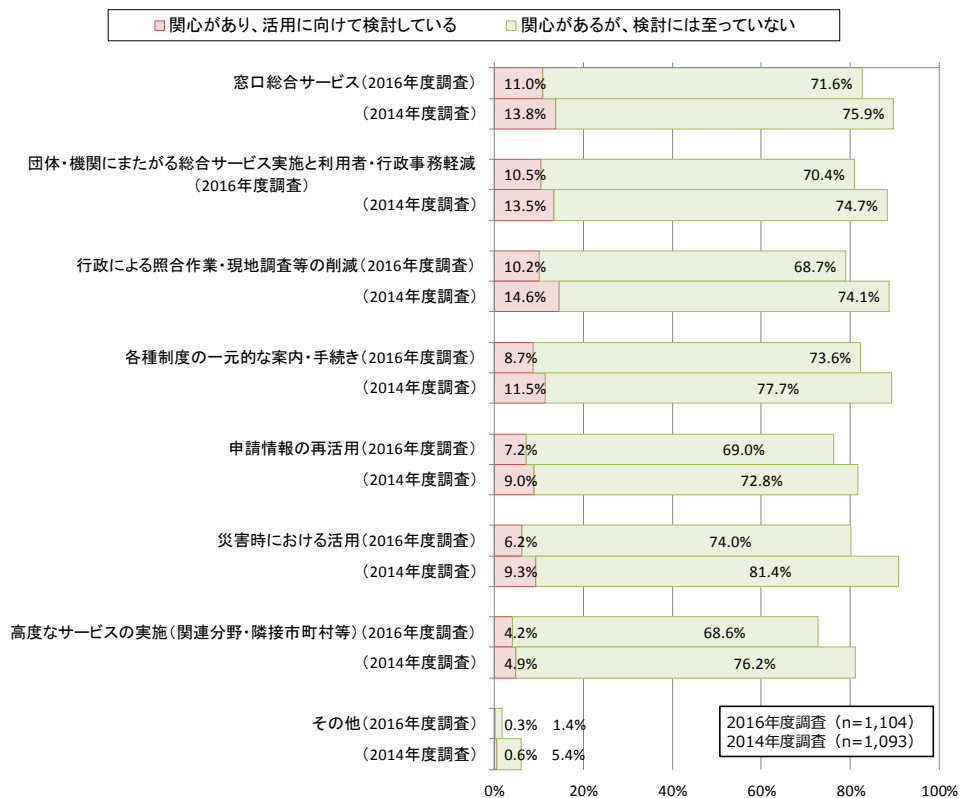 関心があり、活用に向けて検討している 関心があるが、検討には至っていない
窓口総合サービス(2016年度調査) 11.0% 71.6%
(2014年度調査) 13.8% 75.9%
団体・機関にまたがる総合サービス実施と利用者・行政事務軽減
(2016年度調査) 10.5% 70.4%
(2014年度調査) 13.5% 74.7%
行政による照合作業・現地調査等の削減(2016年度調査) 10.2% 68.7%
(2014年度調査) 14.6% 74.1%
各種制度の一元的な案内・手続き(2016年度調査) 8.7% 73.6%
(2014年度調査) 11.5% 77.7%
申請情報の再活用(2016年度調査) 7.2% 69.0%
(2014年度調査) 9.0% 72.8%
災害時における活用(2016年度調査) 6.2% 74.0%
(2014年度調査) 9.3% 81.4%
高度なサービスの実施(関連分野・隣接市町村等)(2016年度調査) 4.2% 68.6%
(2014年度調査) 4.9% 76.2%
その他(2016年度調査) 0.3% 1.4%
(2014年度調査) 0.6% 5.4%
2016年度調査 (n=1,104)
2014年度調査 (n=1,093)
0% 20% 40% 60% 80% 100%